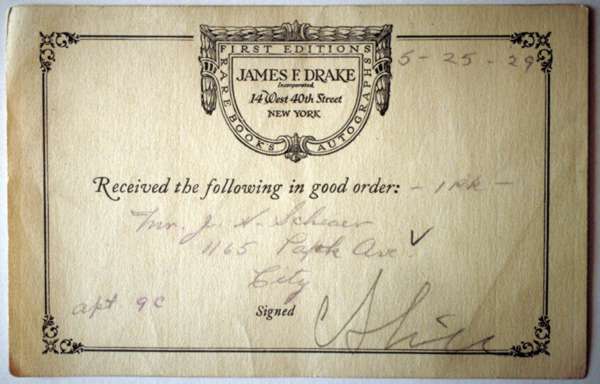 FIRST EDITIONS
RARE BOOKS
AUTOGRAPHS
JAMES F. DRAKE
Incorporated
14 West 40th Street
NEW YORK
5-25-29
Received the following in good order: - 1 PK -
Mr. J. H. Scheuer
1165 Park Ave
City
apt. 9C
Signed